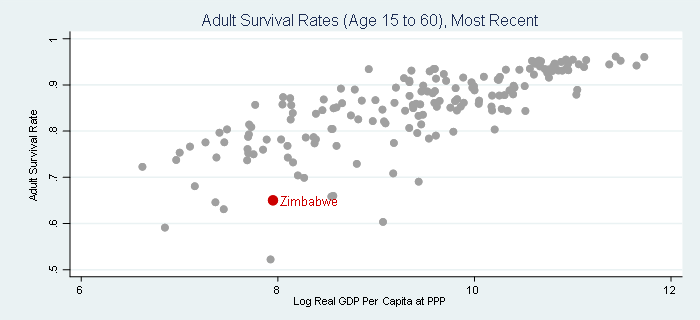 Adult Survival Rates (Age 15 to 60), Most Recent
Adult Survival Rate
1
.9
.8
.7
.6
.5
Zimbabwe
6
8
10
12
Log Real GDP Per Capita at PPP